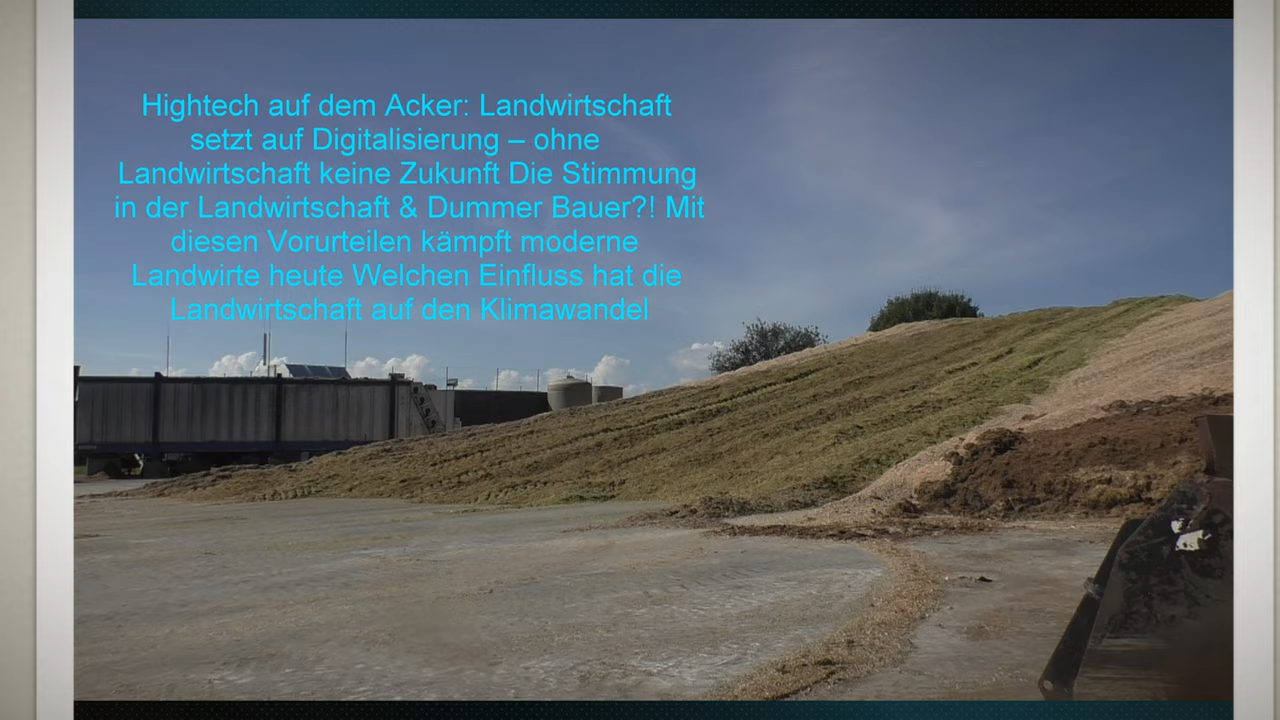 Hightech auf dem Acker: Landwirtschaft
setzt auf Digitalisierung – ohne
Landwirtschaft keine Zukunft Die Stimmung
in der Landwirtschaft & Dummer Bauer?! Mit
diesen Vorurteilen kämpft moderne
Landwirte heute Welchen Einfluss hat die
Landwirtschaft auf den Klimawandel